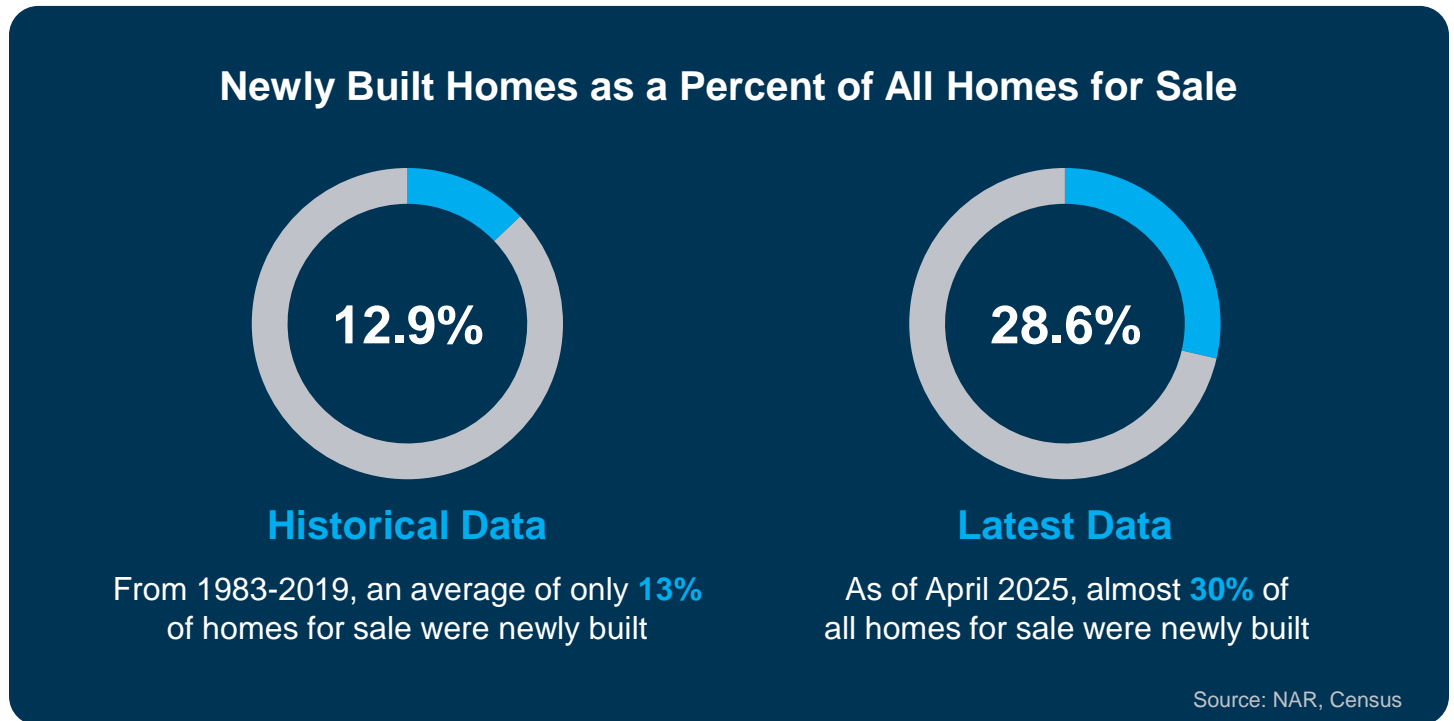 Newly Built Homes as a Percent of All Homes for Sale
12.9%
28.6%
Historical Data
From 1983-2019, an average of only 13%
of homes for sale were newly built
Latest Data
As of April 2025, almost 30% of
all homes for sale were newly built
Source: NAR, Census